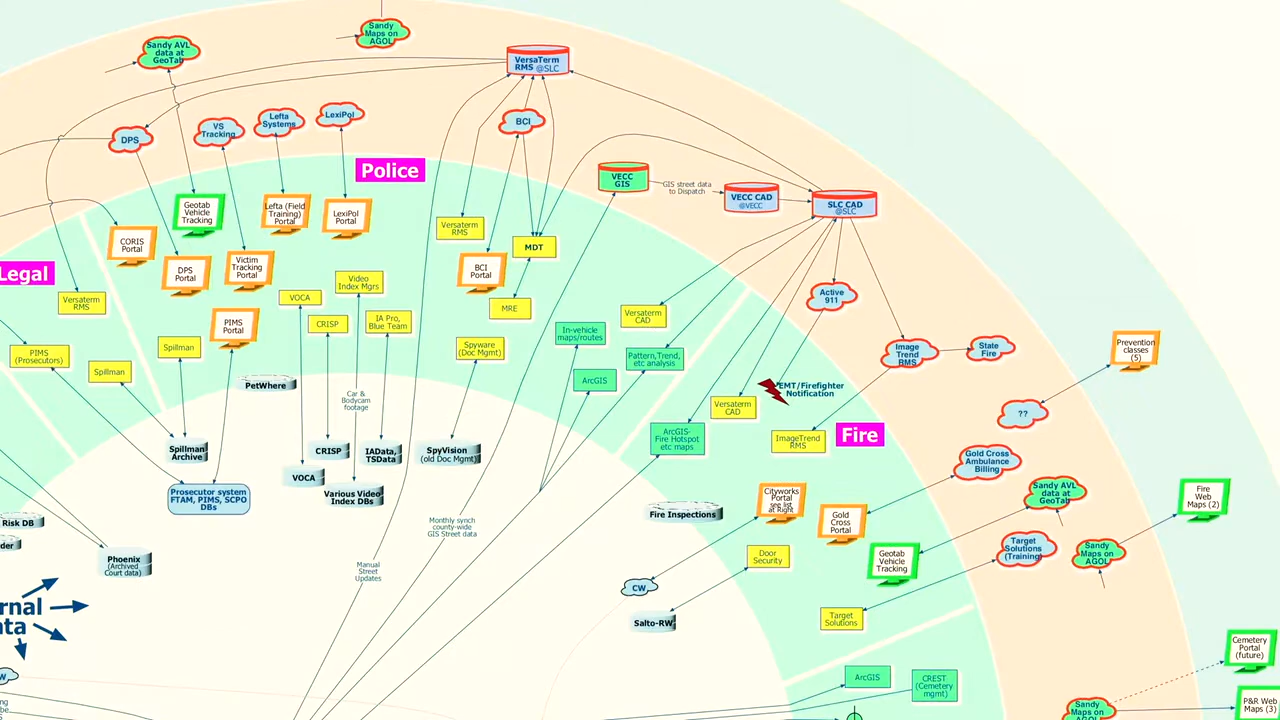 Sandy
Maps on
AGOL
Sandy AVL
data at
GeoTab
VersaTerm
RMS @SLC
DPS
VS
Tracking
Lefta
Systems
LexiPol
BCI
Police
VECC
GIS
GIS street data
to Dispatch
VECC CAD
@VECC
SLC CAD
@SLC
Geotab
Vehicle
Tracking
Lefta (Field
Training)
Portal
LexiPol
Portal
CORIS
Portal
DPS
Portal
Victim
Tracking
Portal
Versaterm
RMS
MDT
BCI
Portal
Legal
Versaterm
RMS
VOCA
Video
Index Mgrs
MRE
Active
911
PIMS
Portal
CRISP
IA Pro,
Blue Team
Versaterm
CAD
In-vehicle
maps/routes
PIMS
(Prosecutors)
Spillman
Spillman
Spyware
(Doc Mgmt)
Pattern,Trend,
etc analysis
Image
Trend
RMS
State
Fire
Prevention
classes
(5)
PetWhere
ArcGIS
EMT/Firefighter
Notification
Car &
Bodycam
footage
Versaterm
CAD
??
ArcGIS-
Fire Hotspot
etc maps
ImageTrend
RMS
Fire
Spillman
Archive
CRISP
IAData,
TSData
SpyVision
(old Doc Mgmt)
Gold Cross
Ambulance
Billing
VOCA
Various Video
Index DBs
Prosecutor system
FTAM, PIMS, SCPO
DBs
Cityworks
Portal
see list
at Right
Sandy AVL
data at
GeoTab
Fire
Web
Maps (2)
Risk DB
Fire Inspections
Gold
Cross
Portal
Monthly synch
county-wide
GIS Street data
der
Phoenix
(Archived
Court data)
Manual
Street
Updates
Door
Security
Geotab
Vehicle
Tracking
Target
Solutions
(Training)
Sandy
Maps on
AGOL
CW
rnal
ata
Salto-RW
Target
Solutions
Cemetery
Portal
(future)
W
ArcGIS
CREST
(Cemetery
mgmt)
ng
be
Sandy
Maps on
AGOL
P&R Web
Maps (3)